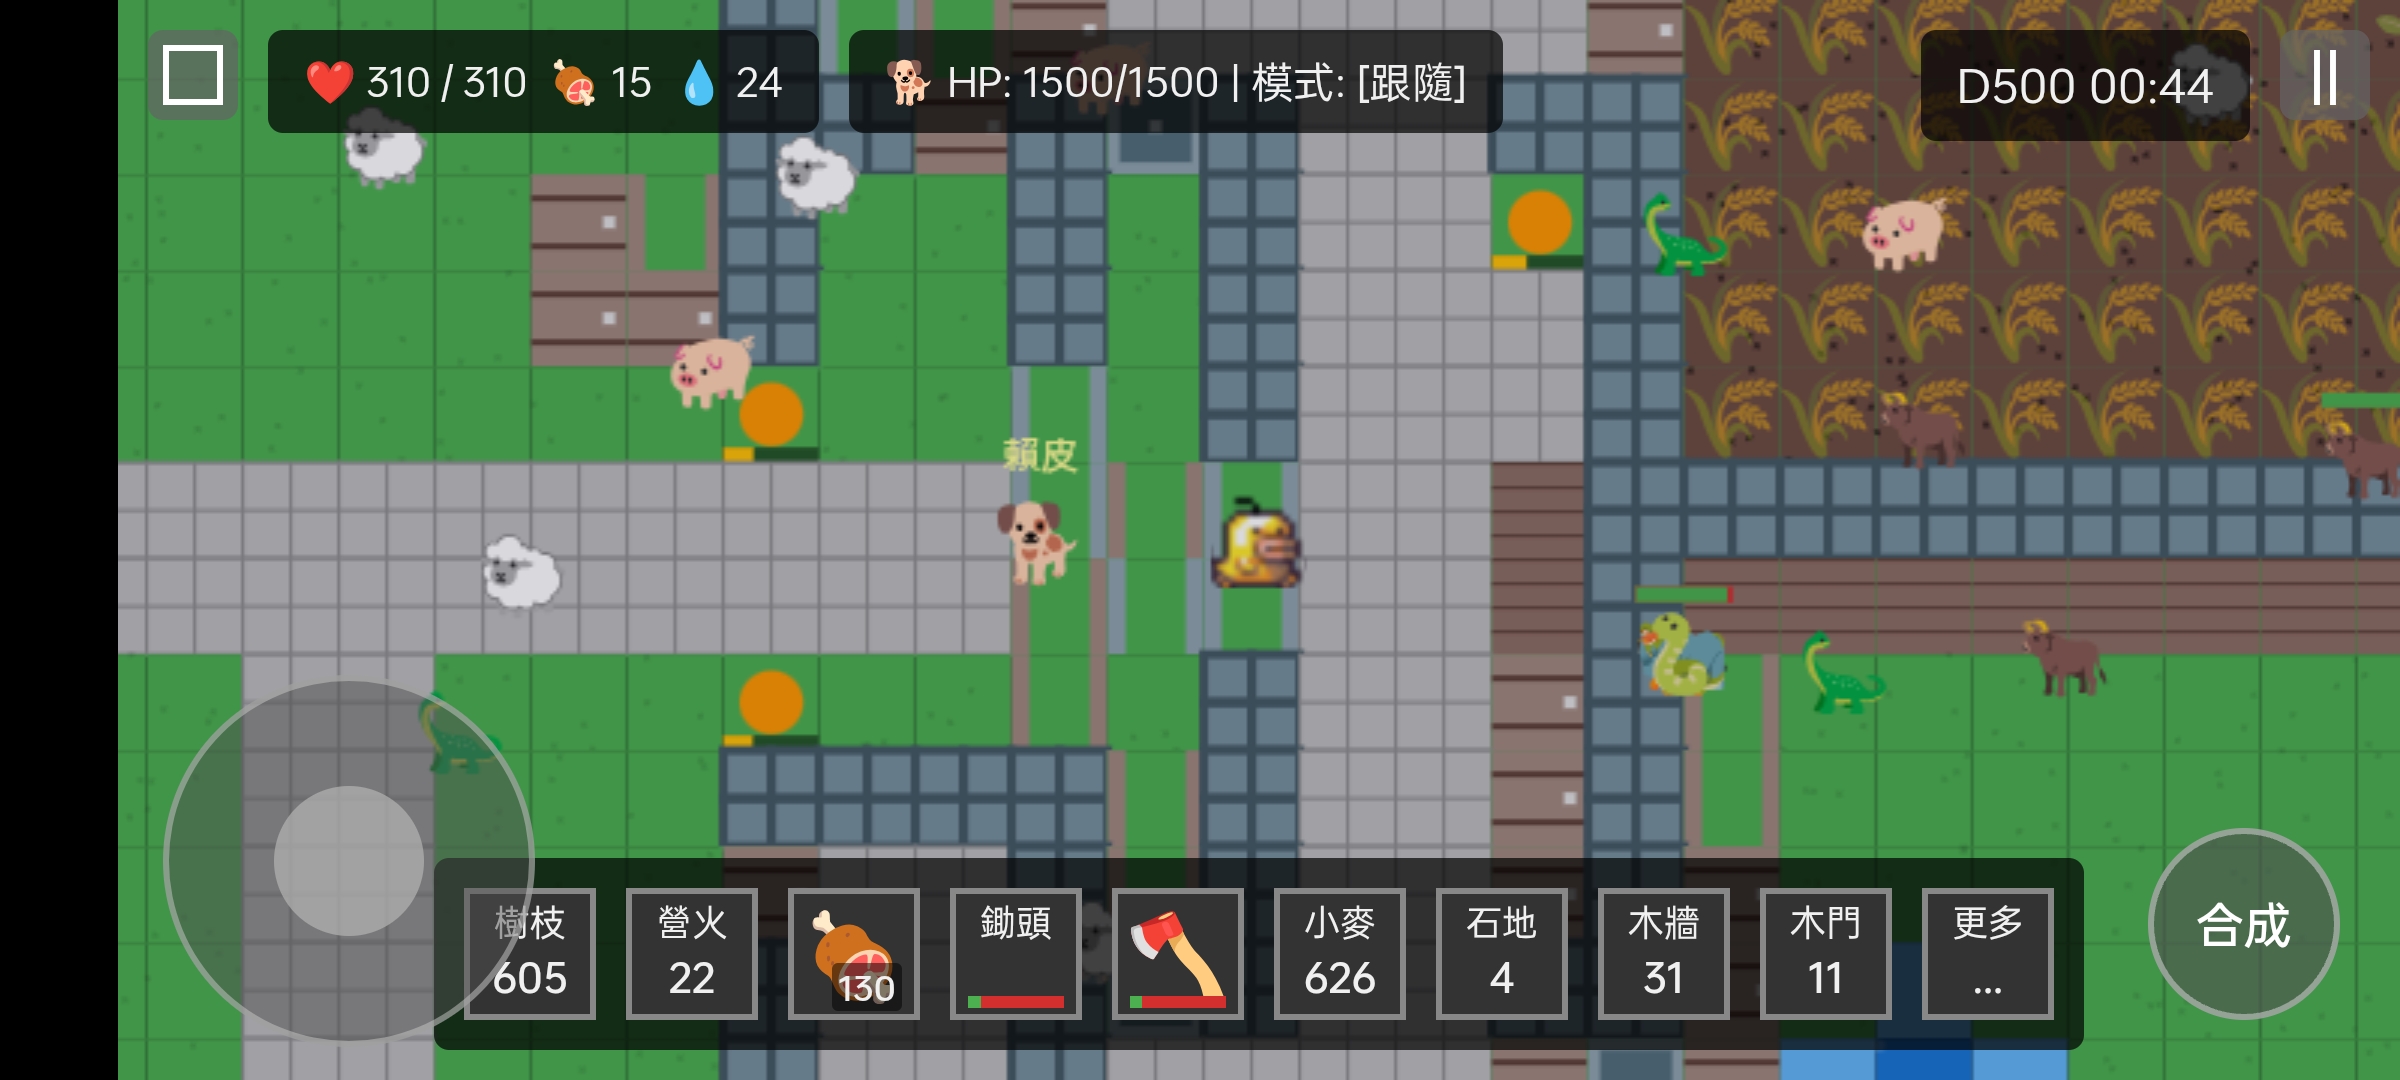 310 / 310 15 24
HP: 1500/1500 | 模式: [跟隨]
D500 00:44
賴皮
樹枝
605
營火
22
130
鋤頭
小麥
626
石地
4
木牆
31
木門
11
更多
...
合成